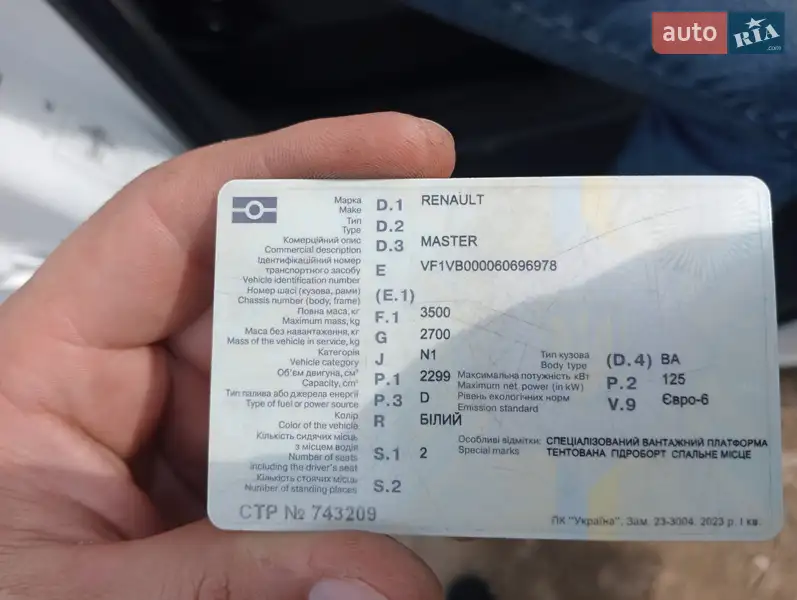 auto RIA .com
Марка D.1 RENAULT
Make
Тип D.2
Type
Комерційний опис D.3 MASTER
Commercial description
Ідентифікаційний номер
транспортного засобу E VF1VB000060696978
Vehicle identification number
Номер шасі (кузова, рами) (E.1)
Chassis number (body, frame)
Повна маса, кг F.1 3500
Maximum mass, kg
Маса без навантаження, кг G 2700
Mass of the vehicle in service, kg
Категорія J N1 Тип кузова (D.4) ВА
Vehicle category Body type
Об'єм двигуна, см³ P.1 2299 Максимальна потужність кВт P.2 125
Capacity, cm³ Maximum net power (in kW)
Тип палива або джерела енергії P.3 D Рівень екологічних норм V.9 Євро-6
Type of fuel or power source Emission standard
Колір R БІЛИЙ
Color of the vehicle
Кількість сидячих місць
з місцем водія S.1 2 Особливі відмітки: СПЕЦІАЛІЗОВАНИЙ ВАНТАЖНИЙ ПЛАТФОРМА
Number of seats Special marks ТЕНТОВАНА ГІДРОБОРТ СПАЛЬНЕ МІСЦЕ
including the driver's seat
Кількість стоячих місць S.2
Number of standing places
СТР № 743209
ПК "Україна". Зам. 23-3004. 2023 р. I кв.